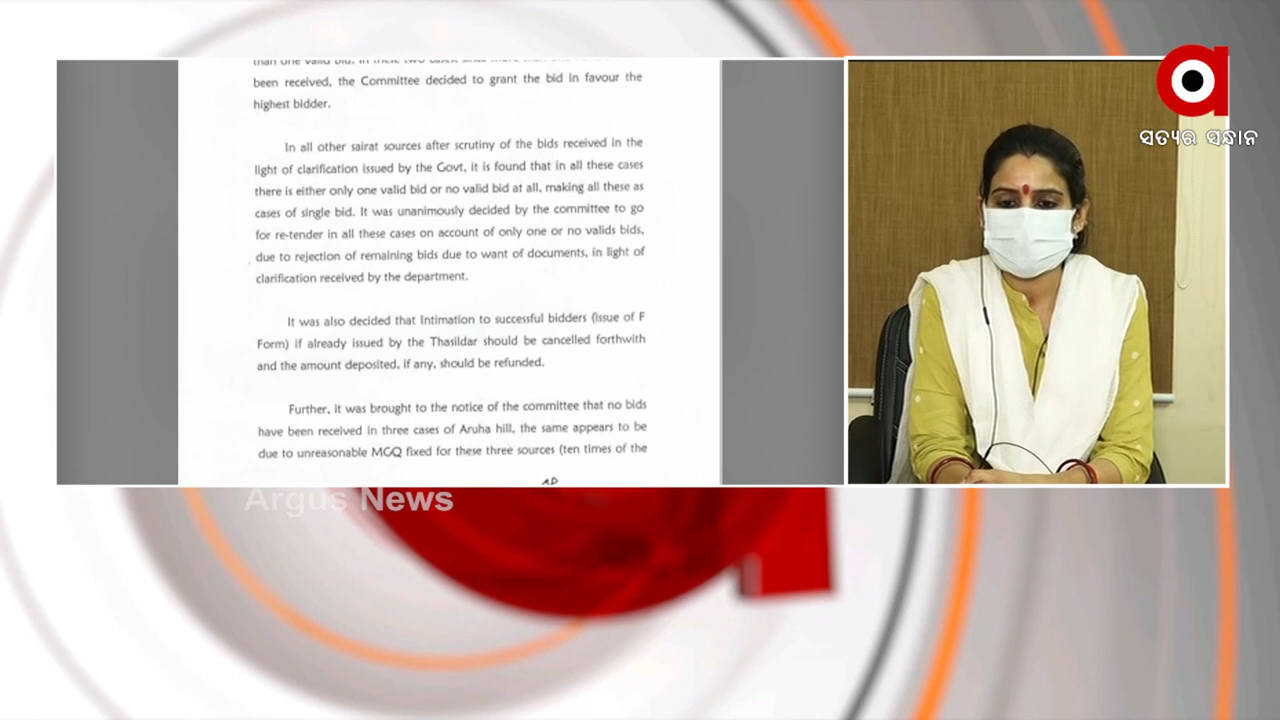 been received, the Committee decided to grant the bid in favour the
highest bidder.
In all other sairat sources after scrutiny of the bids received in the
light of clarification issued by the Govt, it is found that in all these cases
there is either only one valid bid or no valid bid at all, making all these as
cases of single bid. It was unanimously decided by the committee to go
for re-tender in all these cases on account of only one or no valids bids,
due to rejection of remaining bids due to want of documents, in light of
clarification received by the department.
It was also decided that Intimation to successful bidders (issue of F
Form) if already issued by the Thasildar should be cancelled forthwith
and the amount deposited, if any, should be refunded.
Further, it was brought to the notice of the committee that no bids
have been received in three cases of Aruha hill, the same appears to be
due to unreasonable MGQ fixed for these three sources (ten times of the
ସତ୍ୟର ସନ୍ଧାନ
Argus News